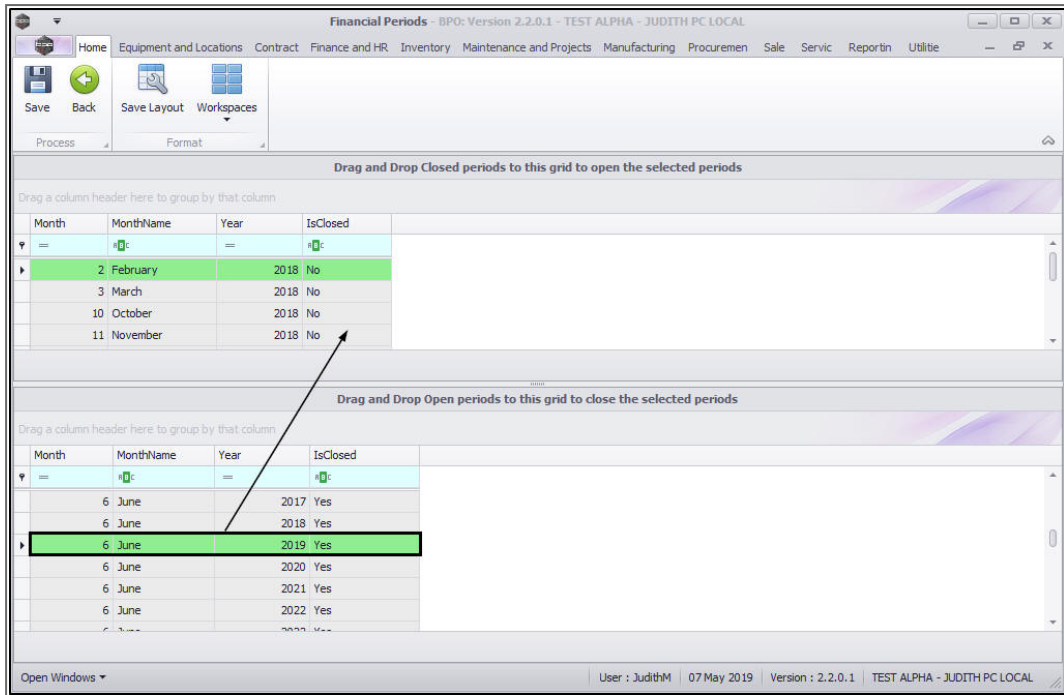 Financial Periods - BPO: Version 2.2.0.1 - TEST ALPHA - JUDITH PC LOCAL
Home Equipment and Locations Contract Finance and HR Inventory Maintenance and Projects Manufacturing Procuremen Sale Servic Reportin Utilitie
Save Back Save Layout Workspaces
Process Format
Drag and Drop Closed periods to this grid to open the selected periods
Drag a column header here to group by that column
Month MonthName Year IsClosed
= ABC = ABC
2 February 2018 No
3 March 2018 No
10 October 2018 No
11 November 2018 No
Drag and Drop Open periods to this grid to close the selected periods
Drag a column header here to group by that column
Month MonthName Year IsClosed
= ABC = ABC
6 June 2017 Yes
6 June 2018 Yes
6 June 2019 Yes
6 June 2020 Yes
6 June 2021 Yes
6 June 2022 Yes
Open Windows User : JudithM 07 May 2019 Version : 2.2.0.1 TEST ALPHA - JUDITH PC LOCAL